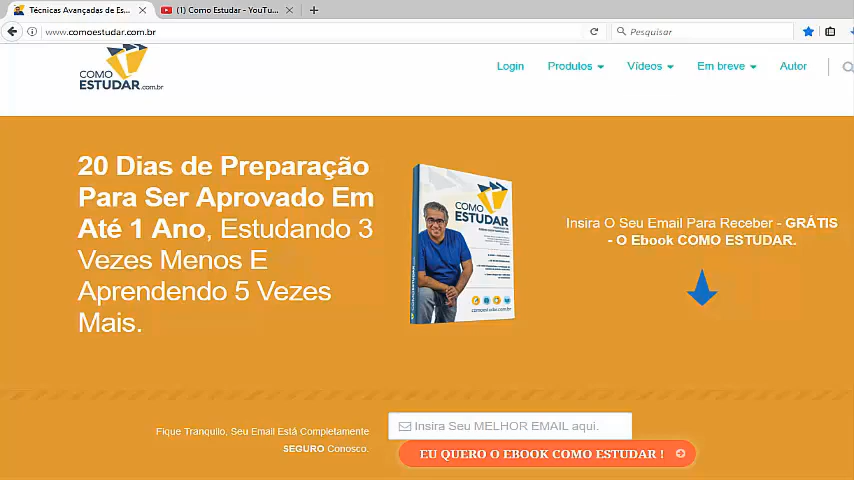 Técnicas Avançadas de Es...
(1) Como Estudar - YouTu...
www.comoestudar.com.br
Pesquisar
COMO
ESTUDAR.com.br
Login
Produtos
Vídeos
Em breve
Autor
20 Dias de Preparação
Para Ser Aprovado Em
Até 1 Ano, Estudando 3
Vezes Menos E
Aprendendo 5 Vezes
Mais.
COMO
ESTUDAR
comoestudar.com.br
Insira O Seu Email Para Receber - GRÁTIS
- O Ebook COMO ESTUDAR.
Fique Tranquilo, Seu Email Está Completamente
SEGURO Conosco.
Insira Seu MELHOR EMAIL aqui.
EU QUERO O EBOOK COMO ESTUDAR !